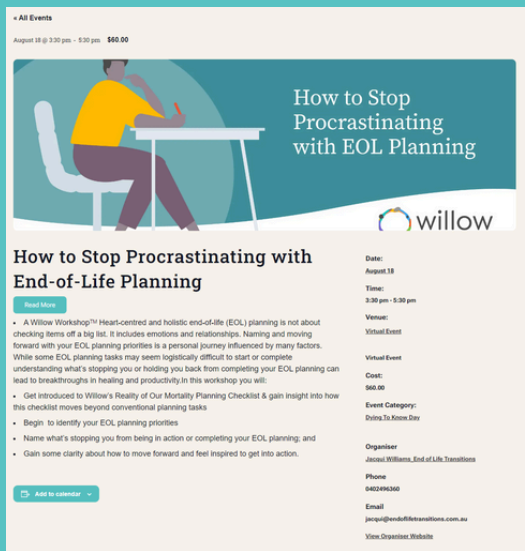 « All Events
August 18 @ 3:30 pm - 5:30 pm $60.00
How to Stop
Procrastinating
with EOL Planning
willow
How to Stop Procrastinating with
End-of-Life Planning
Read More
• A Willow Workshop™ Heart-centred and holistic end-of-life (EOL) planning is not about
checking items off a big list. It includes emotions and relationships. Naming and moving
forward with your EOL planning priorities is a personal journey influenced by many factors.
While some EOL planning tasks may seem logistically difficult to start or complete
understanding what's stopping you or holding you back from completing your EOL planning can
lead to breakthroughs in healing and productivity.In this workshop you will:
• Get introduced to Willow's Reality of Our Mortality Planning Checklist & gain insight into how
this checklist moves beyond conventional planning tasks
• Begin to identify your EOL planning priorities
• Name what's stopping you from being in action or completing your EOL planning; and
• Gain some clarity about how to move forward and feel inspired to get into action.
Add to calendar
Date:
August 18
Time:
3:30 pm - 5:30 pm
Venue:
Virtual Event
Virtual Event
Cost:
$60.00
Event Category:
Dying To Know Day
Organiser
Jacqui Williams, End of Life Transitions
Phone
0402496360
Email
jacqui@endoflifetransitions.com.au
View Organiser Website